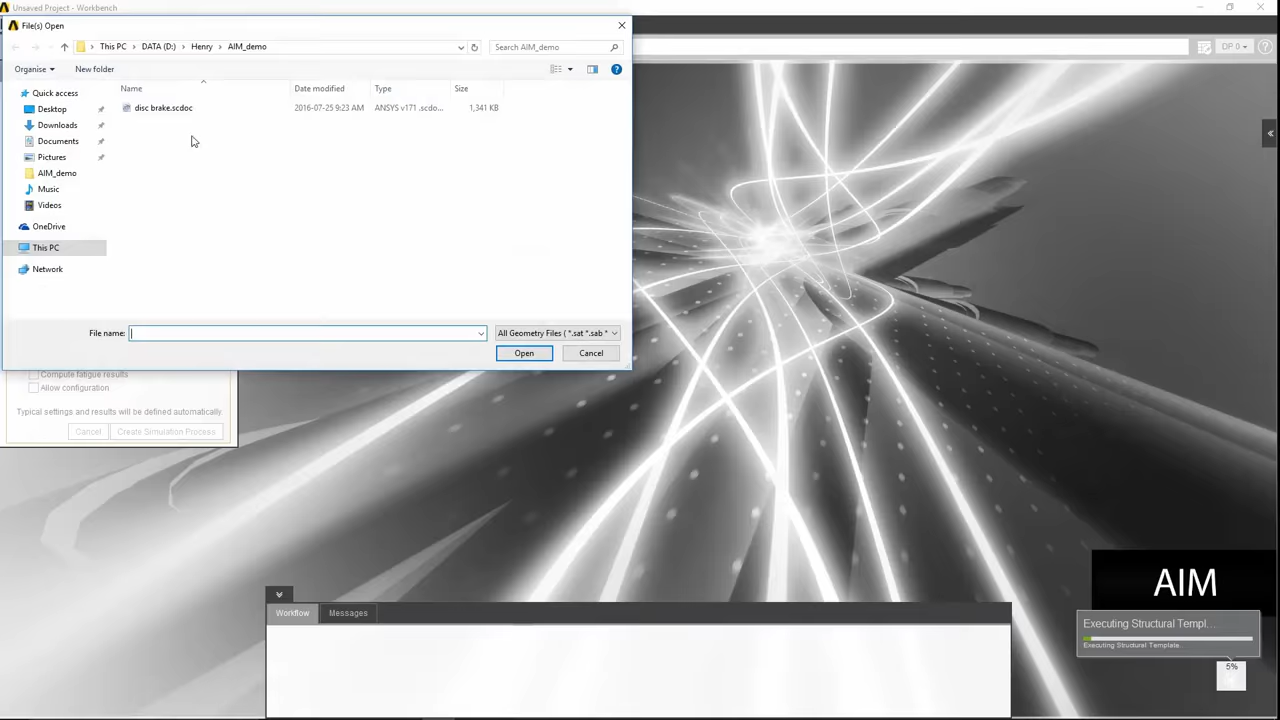 Unsaved Project - Workbench
File(s) Open
This PC DATA (D:) Henry AIM_demo
Search AIM_demo
DP 0
Organise
New folder
Name
Date modified
Type
Size
Quick access
disc brake.scdoc
2016-07-25 9:23 AM
ANSYS v171 .scdo...
1,341 KB
Desktop
Downloads
Documents
Pictures
AIM_demo
Music
Videos
OneDrive
This PC
Network
File name:
All Geometry Files ( *.sat *.sab *
Open
Cancel
Compute fatigue results
Allow configuration
Typical settings and results will be defined automatically.
Cancel
Create Simulation Process
AIM
Workflow
Messages
Executing Structural Templ...
Executing Structural Template..
5%